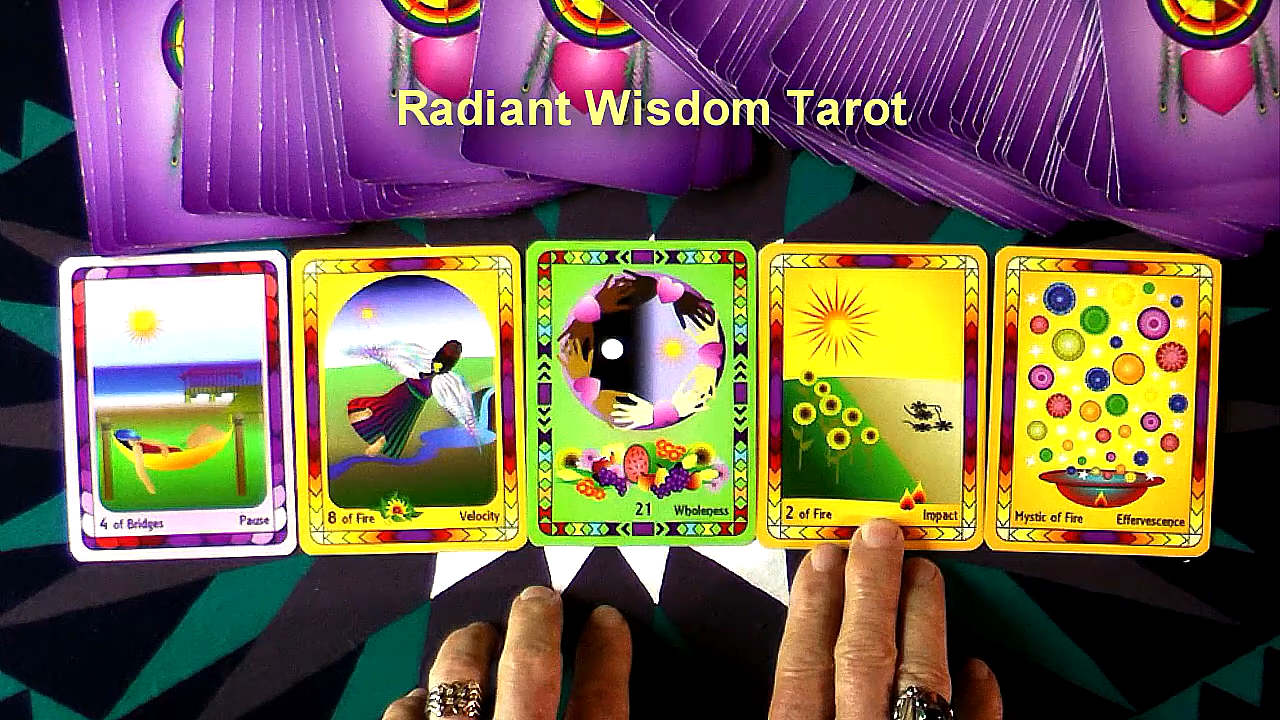 Radiant Wisdom Tarot
4 of Bridges Pause
8 of Fire Velocity
21 Wholeness
2 of Fire Impact
Mystic of Fire Effervescence